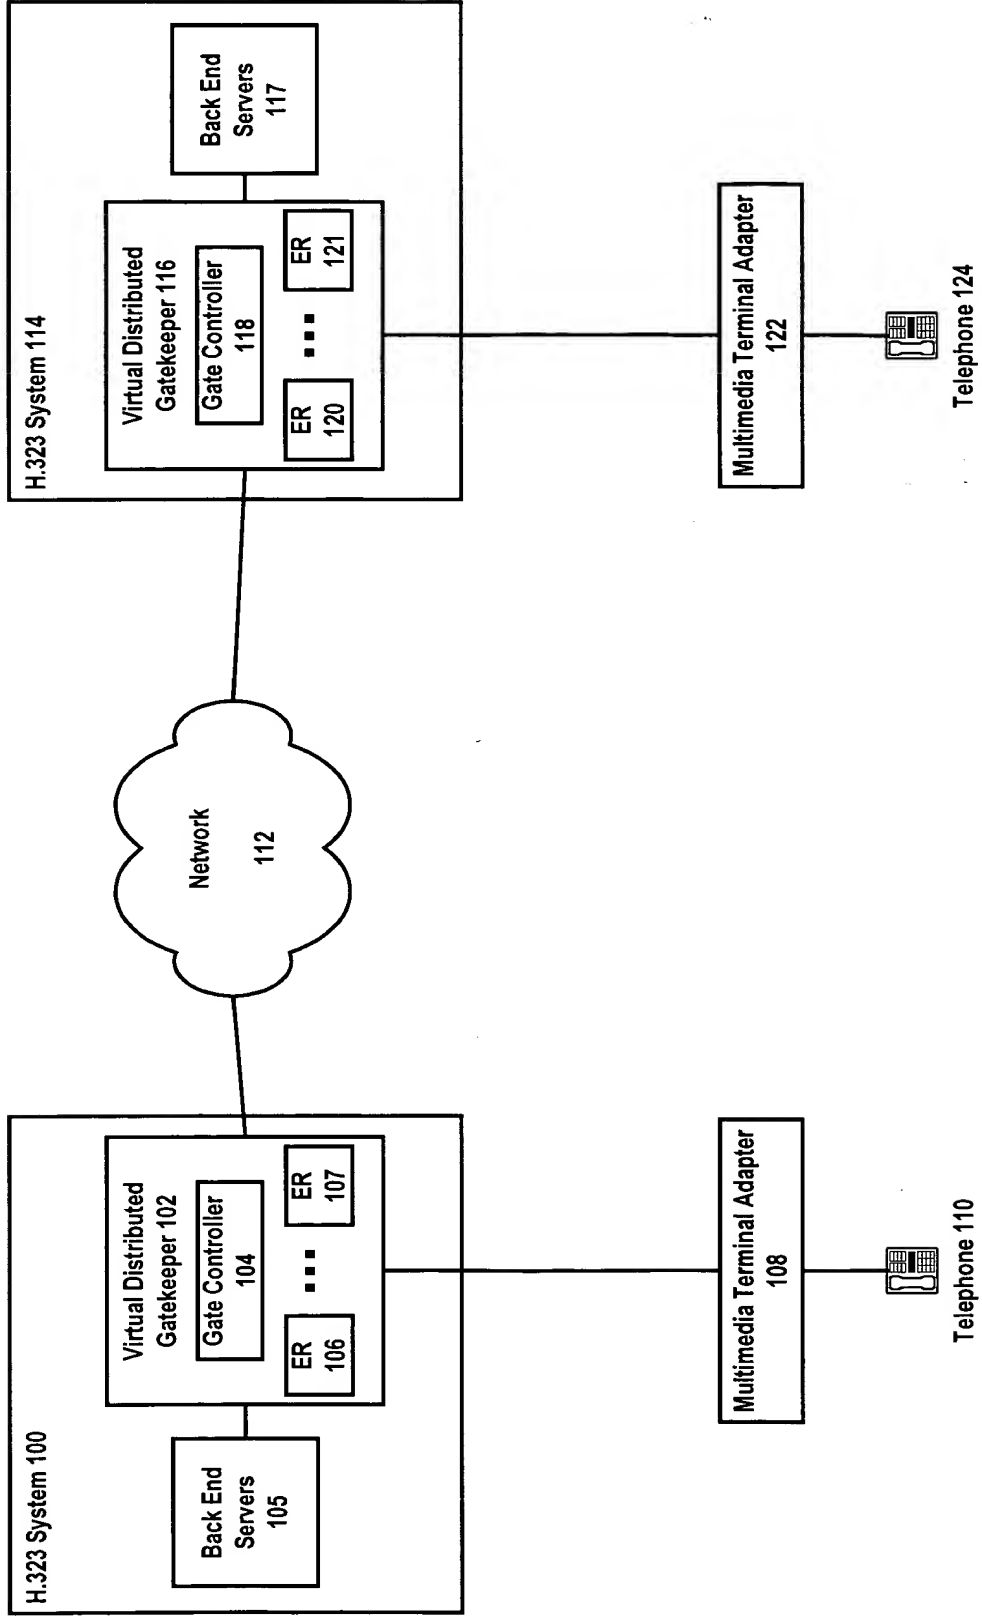 H.323 System 100
Back End
Servers
105
Virtual Distributed
Gatekeeper 102
Gate Controller
104
ER
106
ER
107
Multimedia Terminal Adapter
108
Telephone 110
Network
112
H.323 System 114
Virtual Distributed
Gatekeeper 116
Gate Controller
118
ER
120
ER
121
Back End
Servers
117
Multimedia Terminal Adapter
122
Telephone 124